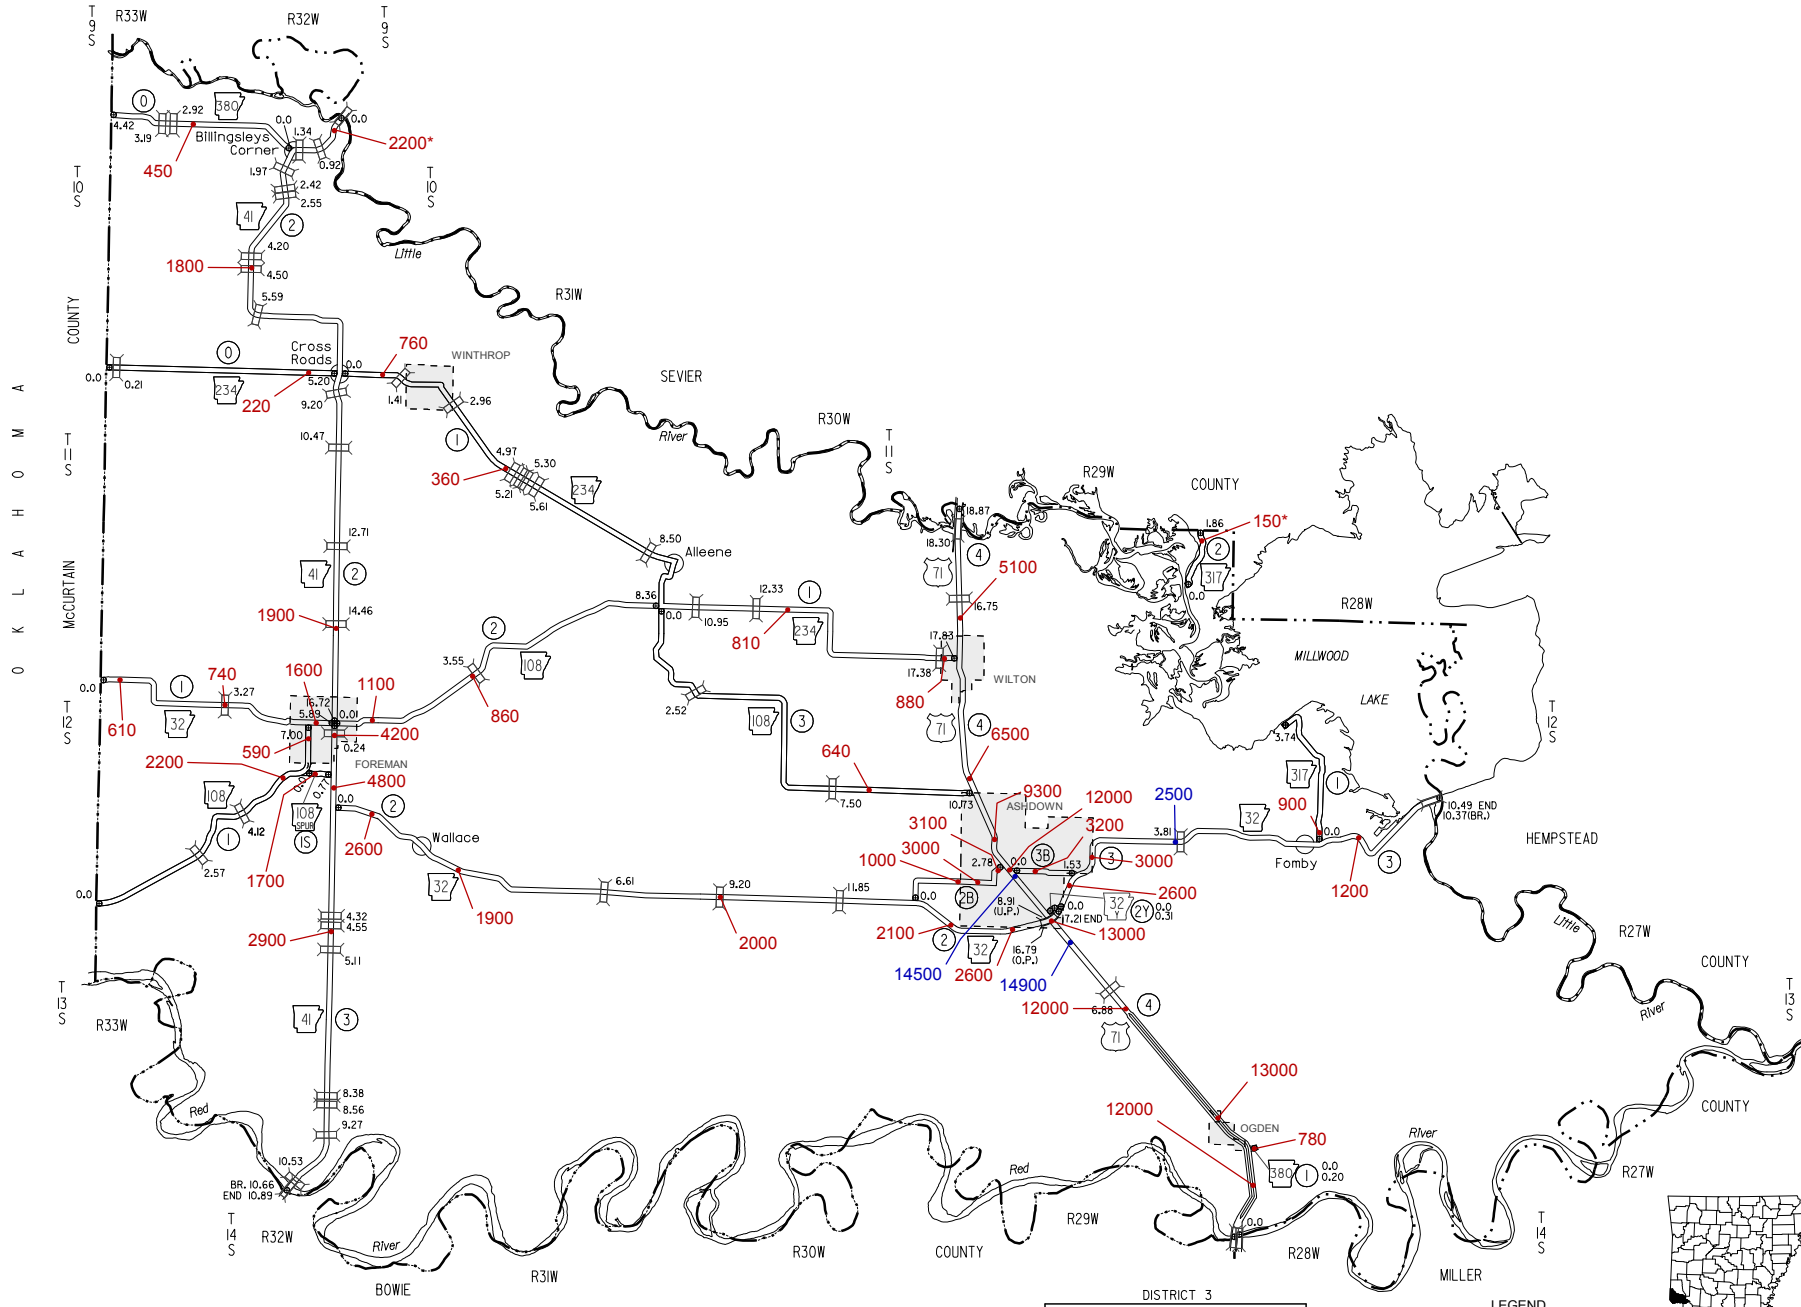 T
9
S
R33W
R32W
T
9
S
0
380
2.92
4.42
3.19
Billingsleys
Corner
0.0
1.34
0.0
0.92
2200*
450
1.97
T
10
S
T
10
S
2.42
2.55
41
2
4.20
1800
4.50
Little
5.59
R31W
COUNTY
Cross
Roads
0
0.0
760
WINTHROP
SEVIER
0.0
0.21
234
5.20
220
9.20
1.41
2.96
R30W
River
T
11
S
10.47
1
4.97
5.30
360
5.21
5.61
234
T
11
S
R29W
COUNTY
18.87
1.86
150*
12.71
18.30
4
2
8.50
Alleene
41
2
71
317
5100
0.0
8.36
12.33
1
14.46
0.0
16.75
R28W
1900
10.95
810
234
2
17.83
McCURTAIN
3.55
108
MILLWOOD
OKLAHOMA
0.0
1
740
3.27
1600
16.72
1100
17.38
WILTON
LAKE
5.89
0.01
860
880
T
12
S
32
610
7.00
4200
2.52
108
3
71
4
T
12
S
590
0.24
3.74
FOREMAN
640
6500
2200
4800
317
1
0.0
0.77
108
108
SPUR
1S
0.0
2
7.50
10.73
9300
ASHDOWN
12000
2500
900
10.49 END
10.37(BR.)
1
4.12
2600
Wallace
3100
3B
3200
3.81
32
0.0
HEMPSTEAD
2.57
1700
3000
2.78
0.0
1.53
3
3000
Fomby
3
0.0
32
1000
1200
6.61
9.20
11.85
0.0
2B
2600
1900
8.91
(U.P.)
32
Y
2Y
0.0
0.31
0.0
Little
R27W
4.32
4.55
2900
2000
2100
2
32
17.21 END
13000
COUNTY
5.11
14500
2600
16.79
(O.P.)
14900
T
13
S
R33W
41
3
12000
6.88
4
71
River
T
13
S
8.38
8.56
13000
Red
9.27
12000
OGDEN
780
River
COUNTY
10.53
BR. 10.66
END 10.89
Red
380
1
0.0
0.20
R27W
T
14
S
R32W
River
R29W
0.0
T
14
S
R31W
R30W
COUNTY
R28W
BOWIE
MILLER
DISTRICT 3
LEGEND